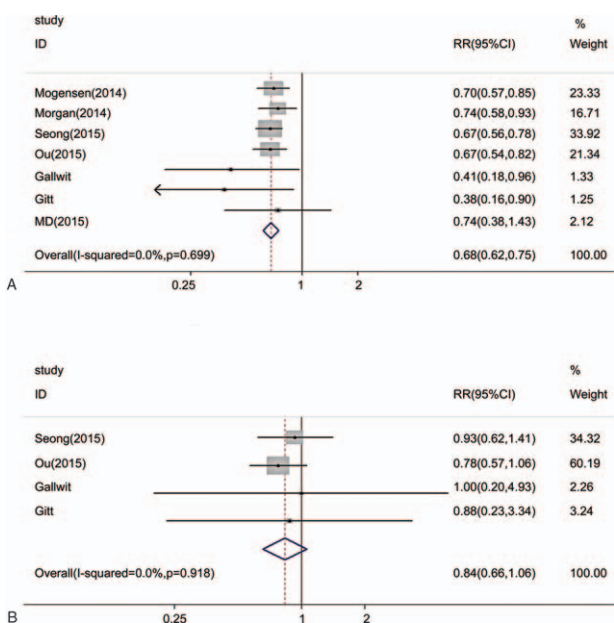 study %
ID RR(95%CI) Weight
Mogensen(2014) 0.70(0.57,0.85) 23.33
Morgan(2014) 0.74(0.58,0.93) 16.71
Seong(2015) 0.67(0.56,0.78) 33.92
Ou(2015) 0.67(0.54,0.82) 21.34
Gallwit 0.41(0.18,0.96) 1.33
Gitt 0.38(0.16,0.90) 1.25
MD(2015) 0.74(0.38,1.43) 2.12
Overall(I-squared=0.0%,p=0.699) 0.68(0.62,0.75) 100.00
A
0.25 1 2
study %
ID RR(95%CI) Weight
Seong(2015) 0.93(0.62,1.41) 34.32
Ou(2015) 0.78(0.57,1.06) 60.19
Gallwit 1.00(0.20,4.93) 2.26
Gitt 0.88(0.23,3.34) 3.24
Overall(I-squared=0.0%,p=0.918) 0.84(0.66,1.06) 100.00
B
0.25 1 2